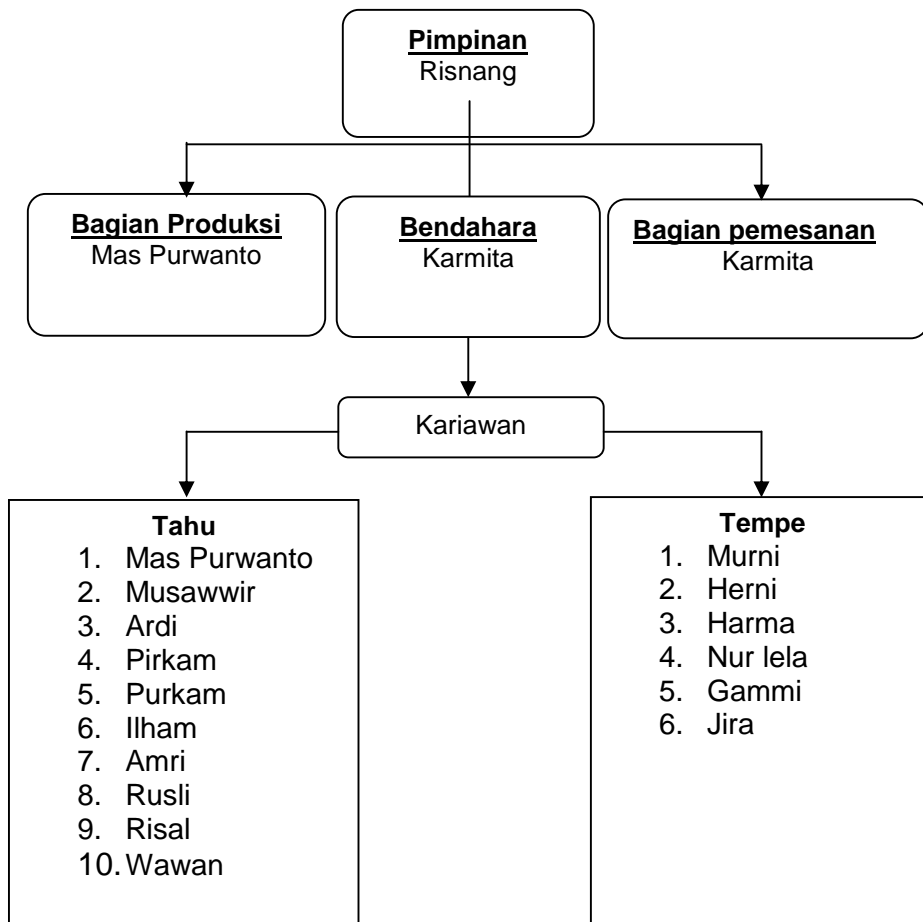 Pimpinan
Risnang
Bagian Produksi
Mas Purwanto
Bendahara
Karmita
Bagian pemesanan
Karmita
Kariawan
Tahu
1. Mas Purwanto
2. Musawwir
3. Ardi
4. Pirkam
5. Purkam
6. Ilham
7. Amri
8. Rusli
9. Risal
10. Wawan
Tempe
1. Murni
2. Herni
3. Harma
4. Nur lela
5. Gammi
6. Jira